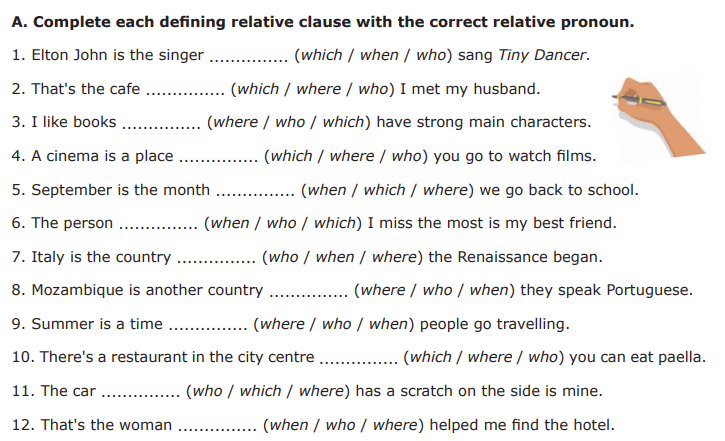 A. Complete each defining relative clause with the correct relative pronoun.
1. Elton John is the singer ............... (which / when / who) sang Tiny Dancer.
2. That's the cafe ............... (which / where / who) I met my husband.
3. I like books ............... (where / who / which) have strong main characters.
4. A cinema is a place ............... (which / where / who) you go to watch films.
5. September is the month ............... (when / which / where) we go back to school.
6. The person ............... (when / who / which) I miss the most is my best friend.
7. Italy is the country ............... (who / when / where) the Renaissance began.
8. Mozambique is another country ............... (where / who / when) they speak Portuguese.
9. Summer is a time ............... (where / who / when) people go travelling.
10. There's a restaurant in the city centre ............... (which / where / who) you can eat paella.
11. The car ............... (who / which / where) has a scratch on the side is mine.
12. That's the woman ............... (when / who / where) helped me find the hotel.